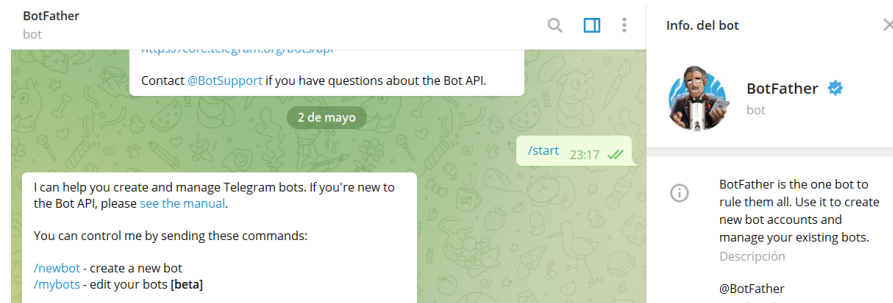 BotFather
bot
Info. del bot
https://core.telegram.org/bots/api
Contact @BotSupport if you have questions about the Bot API.
2 de mayo
/start 23:17
I can help you create and manage Telegram bots. If you're new to
the Bot API, please see the manual.
You can control me by sending these commands:
/newbot - create a new bot
/mybots - edit your bots [beta]
BotFather
bot
BotFather is the one bot to
rule them all. Use it to create
new bot accounts and
manage your existing bots.
Descripción
@BotFather